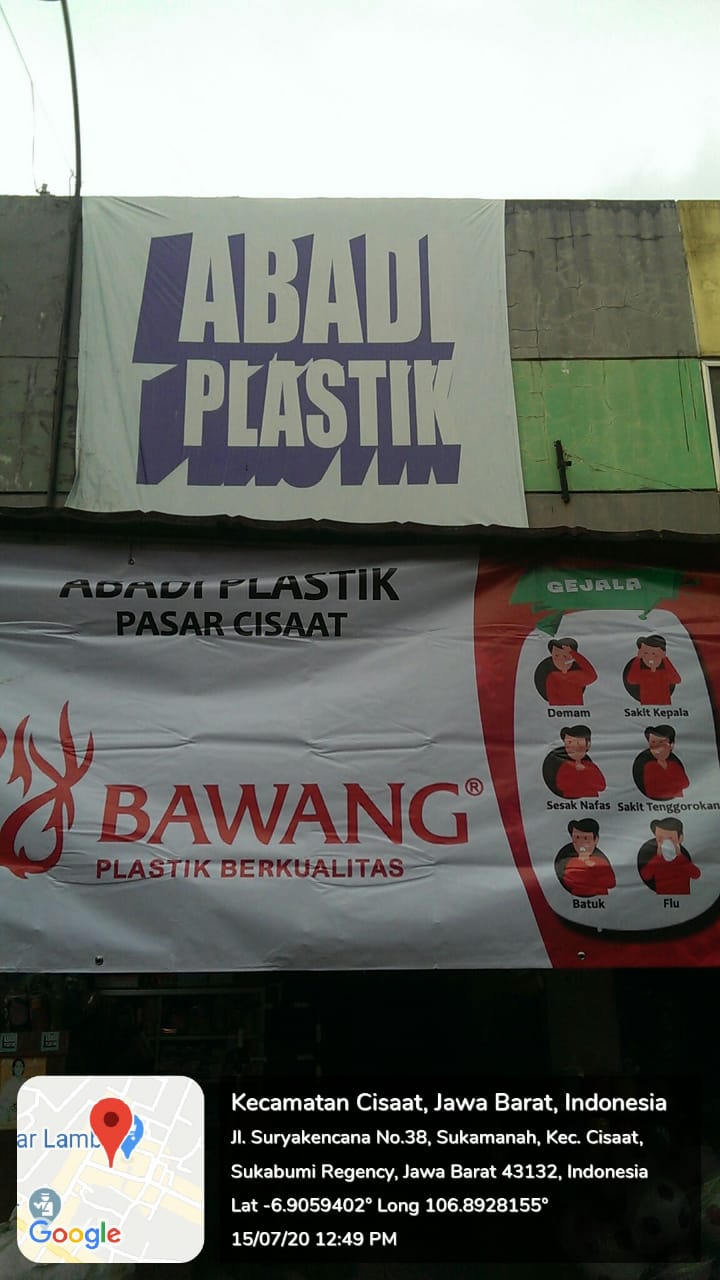 ABADI
PLASTIK
ABADI PLASTIK
PASAR CISAAT
GEJALA
Demam
Sakit Kepala
Sesak Nafas
Sakit Tenggorokan
BAWANG®
PLASTIK BERKUALITAS
Batuk
Flu
ar Lamb
Google
Kecamatan Cisaat, Jawa Barat, Indonesia
Jl. Suryakencana No.38, Sukamanah, Kec. Cisaat,
Sukabumi Regency, Jawa Barat 43132, Indonesia
Lat -6.9059402° Long 106.8928155°
15/07/20 12:49 PM